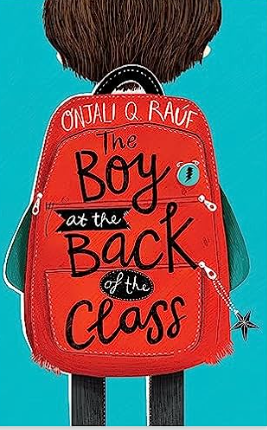 ONJALI Q. RAÚF
The
Boy
at the
BACK
of the
Class